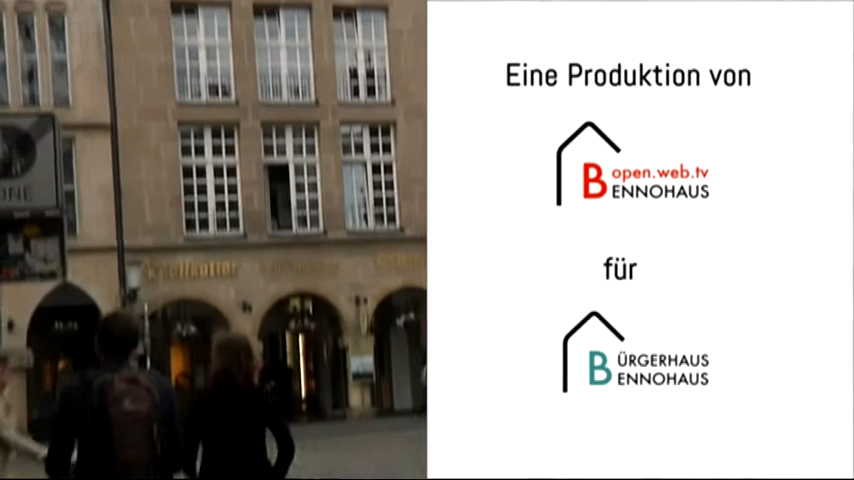 Eine Produktion von
open.web.tv
BENNOHAUS
für
BÜRGERHAUS
BENNOHAUS